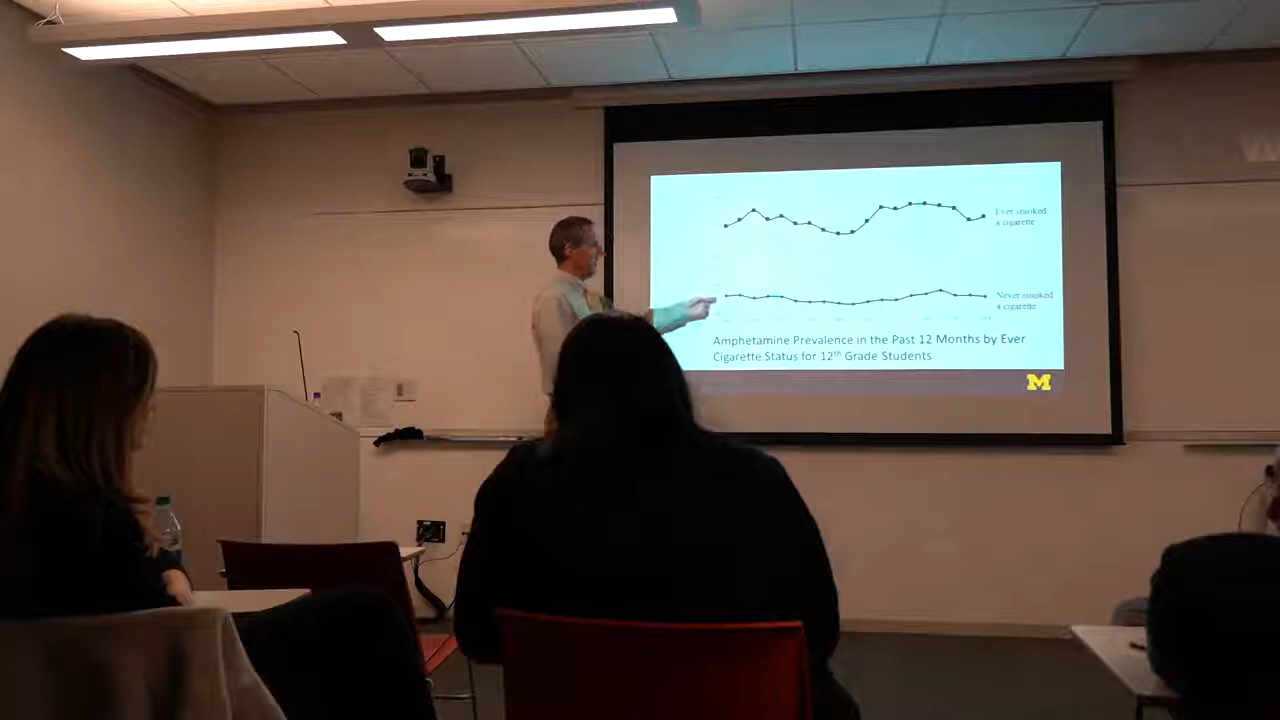 Ever smoked
a cigarette
Never smoked
a cigarette
Amphetamine Prevalence in the Past 12 Months by Ever
Cigarette Status for 12th Grade Students
M